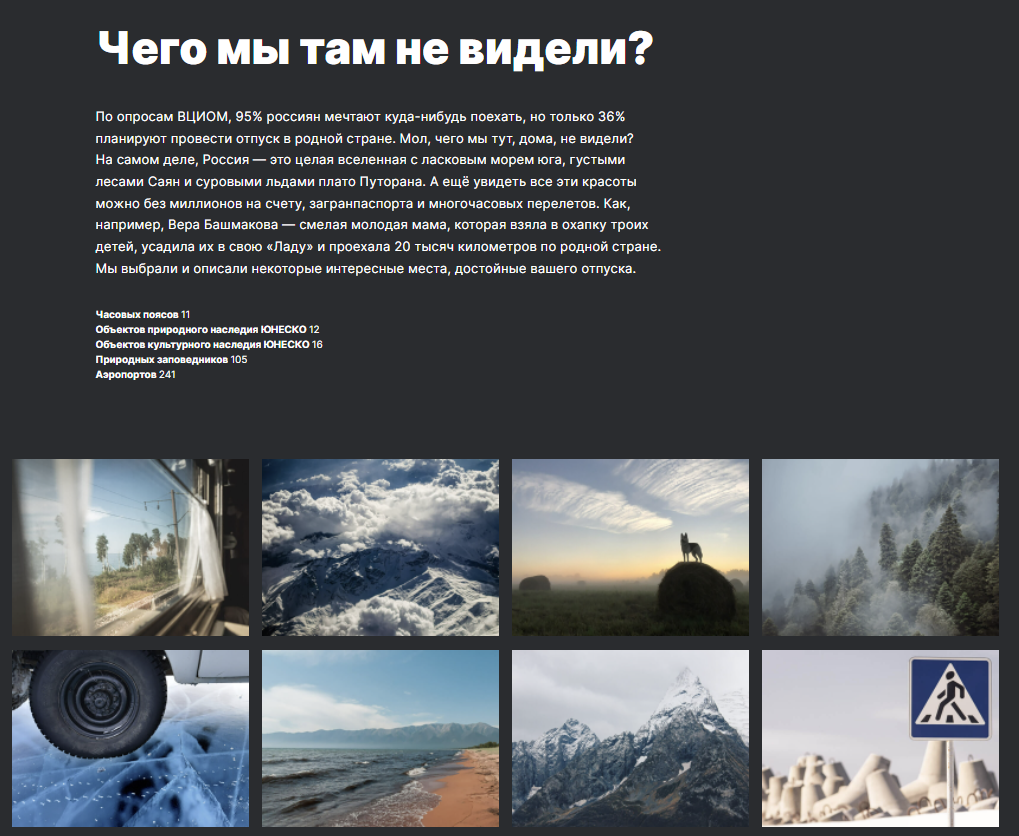 Чего мы там не видели?
По опросам ВЦИОМ, 95% россиян мечтают куда-нибудь поехать, но только 36%
планируют провести отпуск в родной стране. Мол, чего мы тут, дома, не видели?
На самом деле, Россия — это целая вселенная с ласковым морем юга, густыми
лесами Саян и суровыми льдами плато Путорана. А ещё увидеть все эти красоты
можно без миллионов на счету, загранпаспорта и многочасовых перелетов. Как,
например, Вера Башмакова — смелая молодая мама, которая взяла в охапку троих
детей, усадила их в свою «Ладу» и проехала 20 тысяч километров по родной стране.
Мы выбрали и описали некоторые интересные места, достойные вашего отпуска.
Часовых поясов 11
Объектов природного наследия ЮНЕСКО 12
Объектов культурного наследия ЮНЕСКО 16
Природных заповедников 105
Аэропортов 241